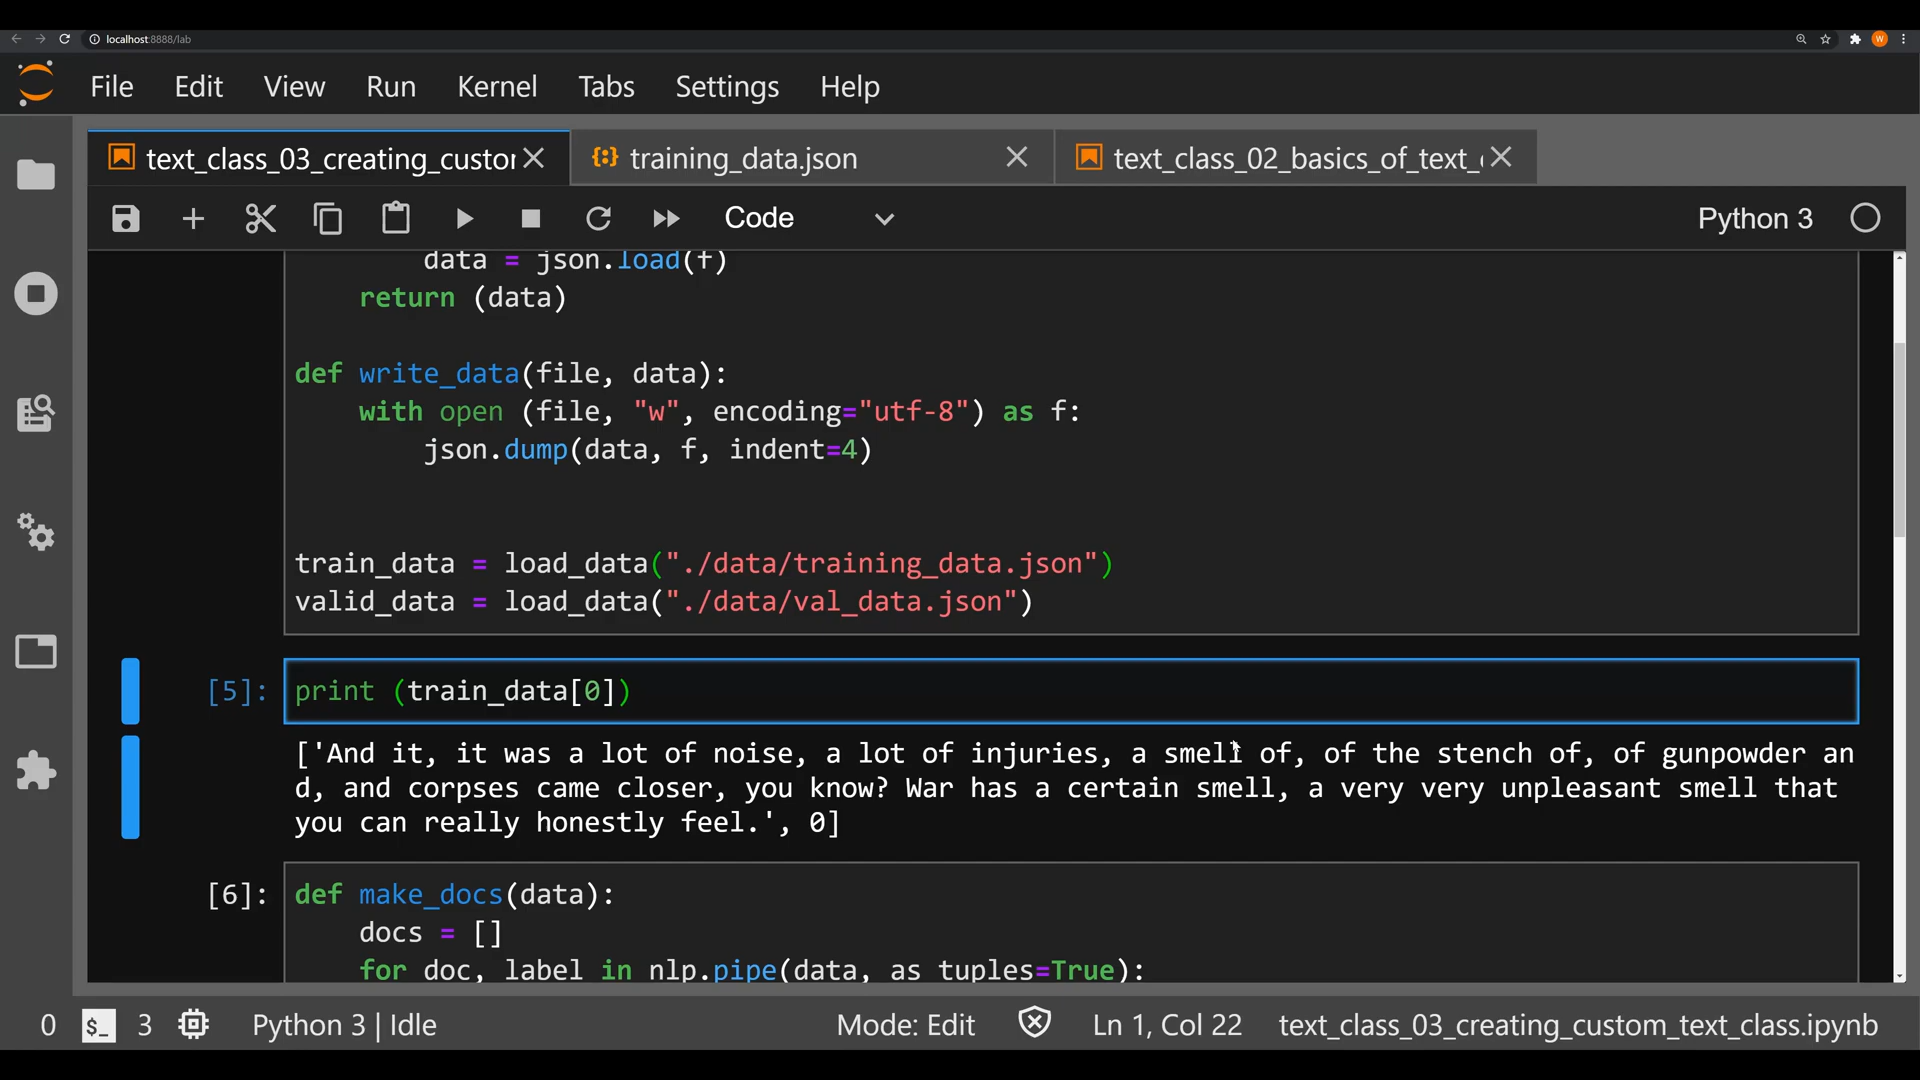 localhost:8888/lab
W
File Edit View Run Kernel Tabs Settings Help
text_class_03_creating_custor training_data.json text_class_02_basics_of_text_
Code Python 3
data = json.load(f)
return (data)
def write_data(file, data):
with open (file, "w", encoding="utf-8") as f:
json.dump(data, f, indent=4)
train_data = load_data("./data/training_data.json")
valid_data = load_data("./data/val_data.json")
[5]: print (train_data[0])
['And it, it was a lot of noise, a lot of injuries, a smell of, of the stench of, of gunpowder an
d, and corpses came closer, you know? War has a certain smell, a very very unpleasant smell that
you can really honestly feel.', 0]
[6]: def make_docs(data):
docs = []
for doc, label in nlp.pipe(data, as tuples=True):
0 $_ 3 Python 3 | Idle Mode: Edit Ln 1, Col 22 text_class_03_creating_custom_text_class.ipynb